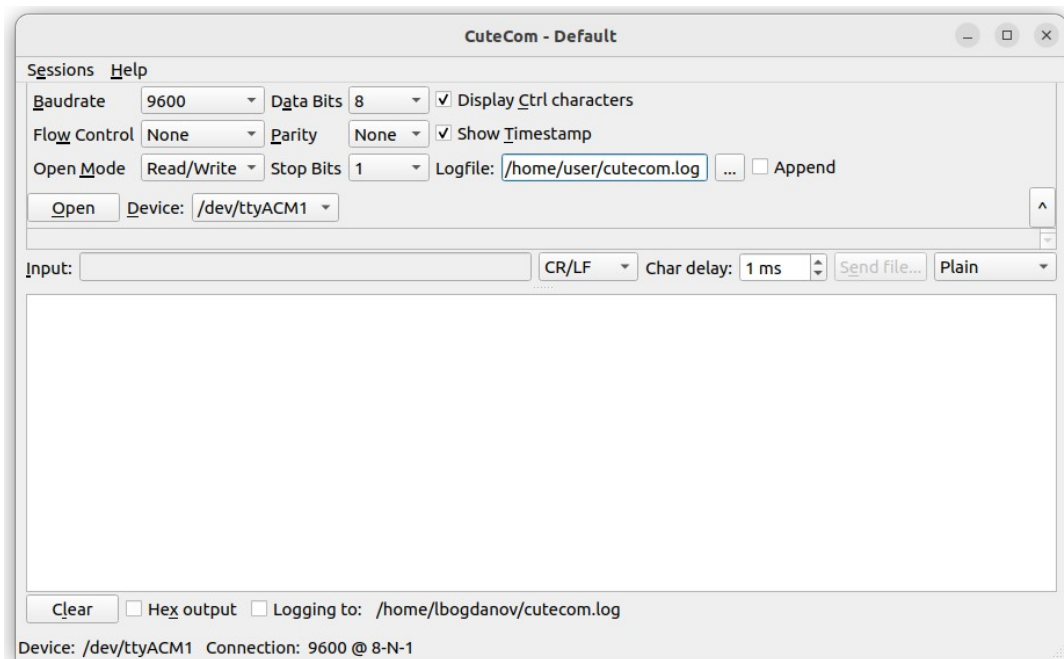 CuteCom - Default
Sessions Help
Baudrate 9600 Data Bits 8 Display Ctrl characters
Flow Control None Parity None Show Timestamp
Open Mode Read/Write Stop Bits 1 Logfile: /home/user/cutecom.log ... Append
Open Device: /dev/ttyACM1 ^
Input: CR/LF Char delay: 1 ms Send file... Plain
Clear Hex output Logging to: /home/lbogdanov/cutecom.log
Device: /dev/ttyACM1 Connection: 9600 @ 8-N-1